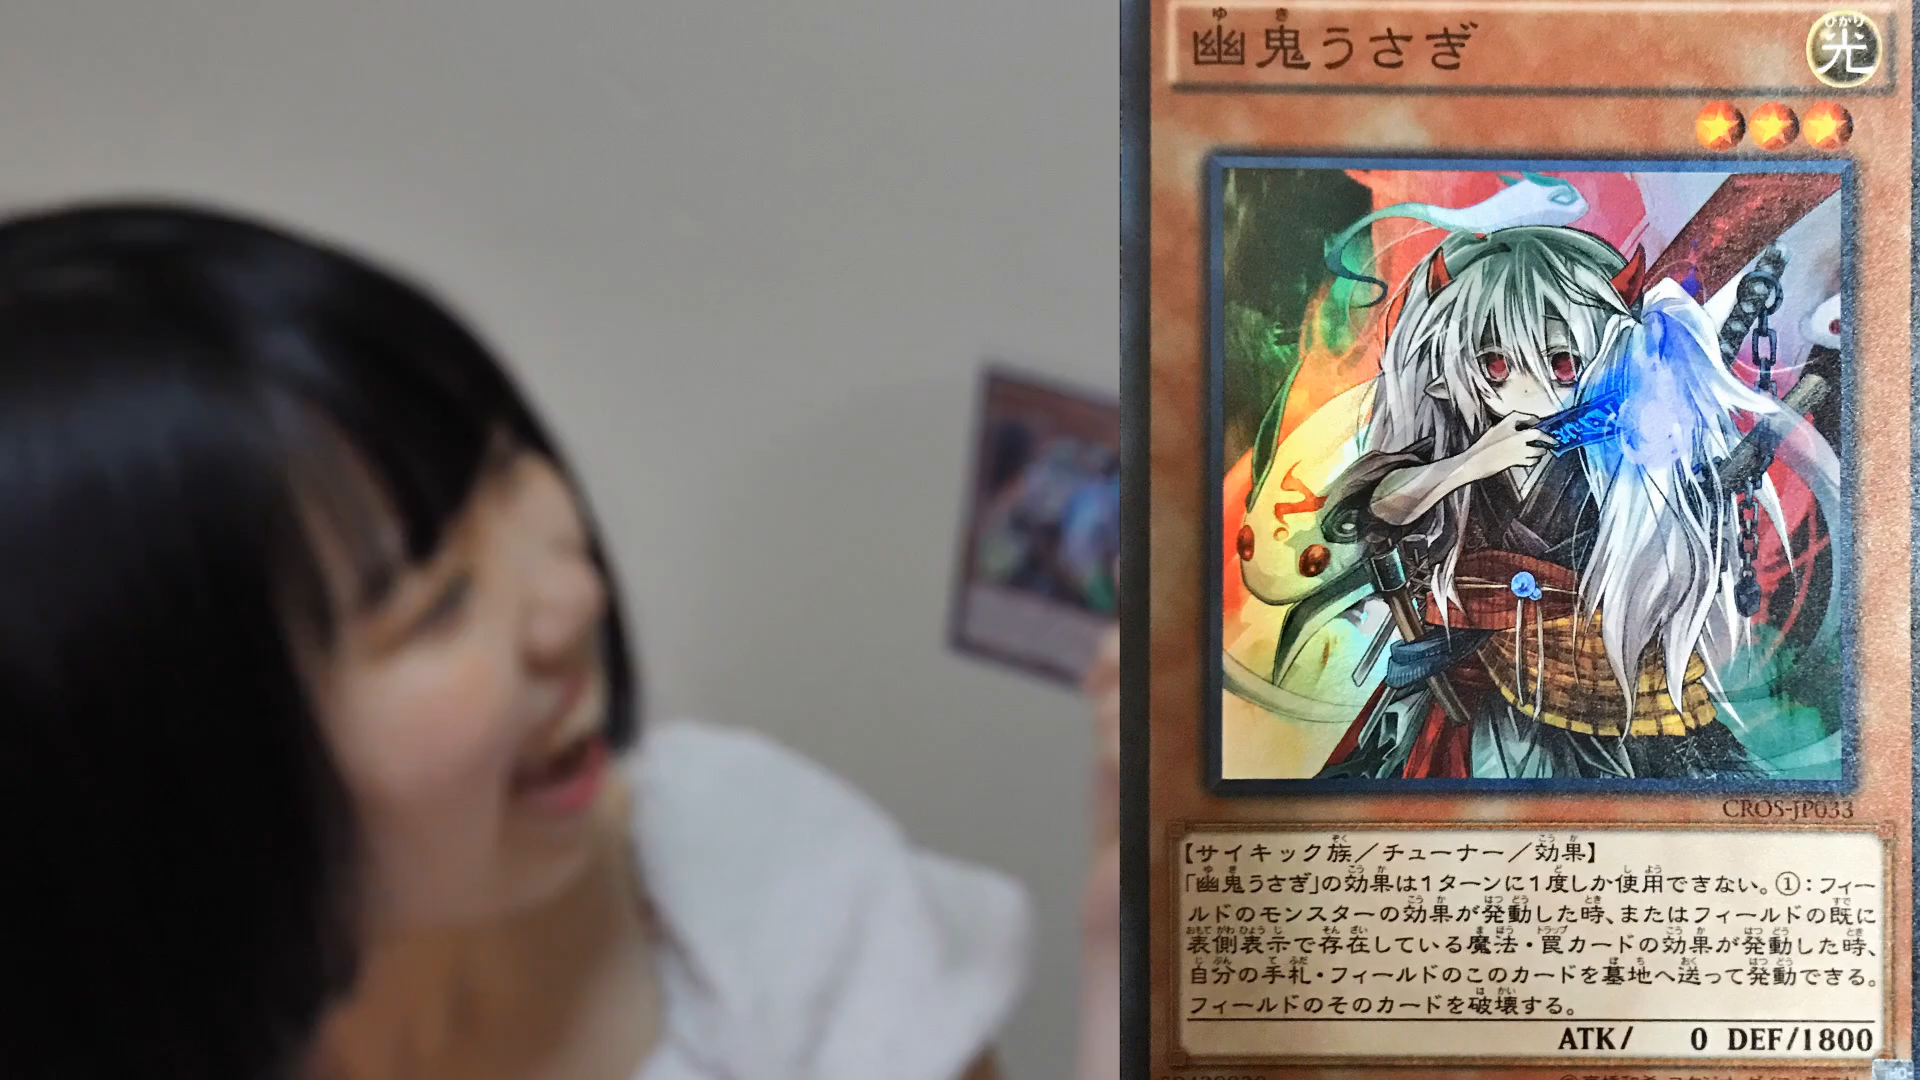 幽鬼うさぎ
光
CROS-JP033
【サイキック族/チューナー/効果】
「幽鬼うさぎ」の効果は1ターンに1度しか使用できない。①:フィー
ルドのモンスターの効果が発動した時、またはフィールドの既に
表側表示で存在している魔法・罠カードの効果が発動した時、
自分の手札・フィールドのこのカードを墓地へ送って発動できる。
フィールドのそのカードを破壊する。
ATK/ 0 DEF/1800